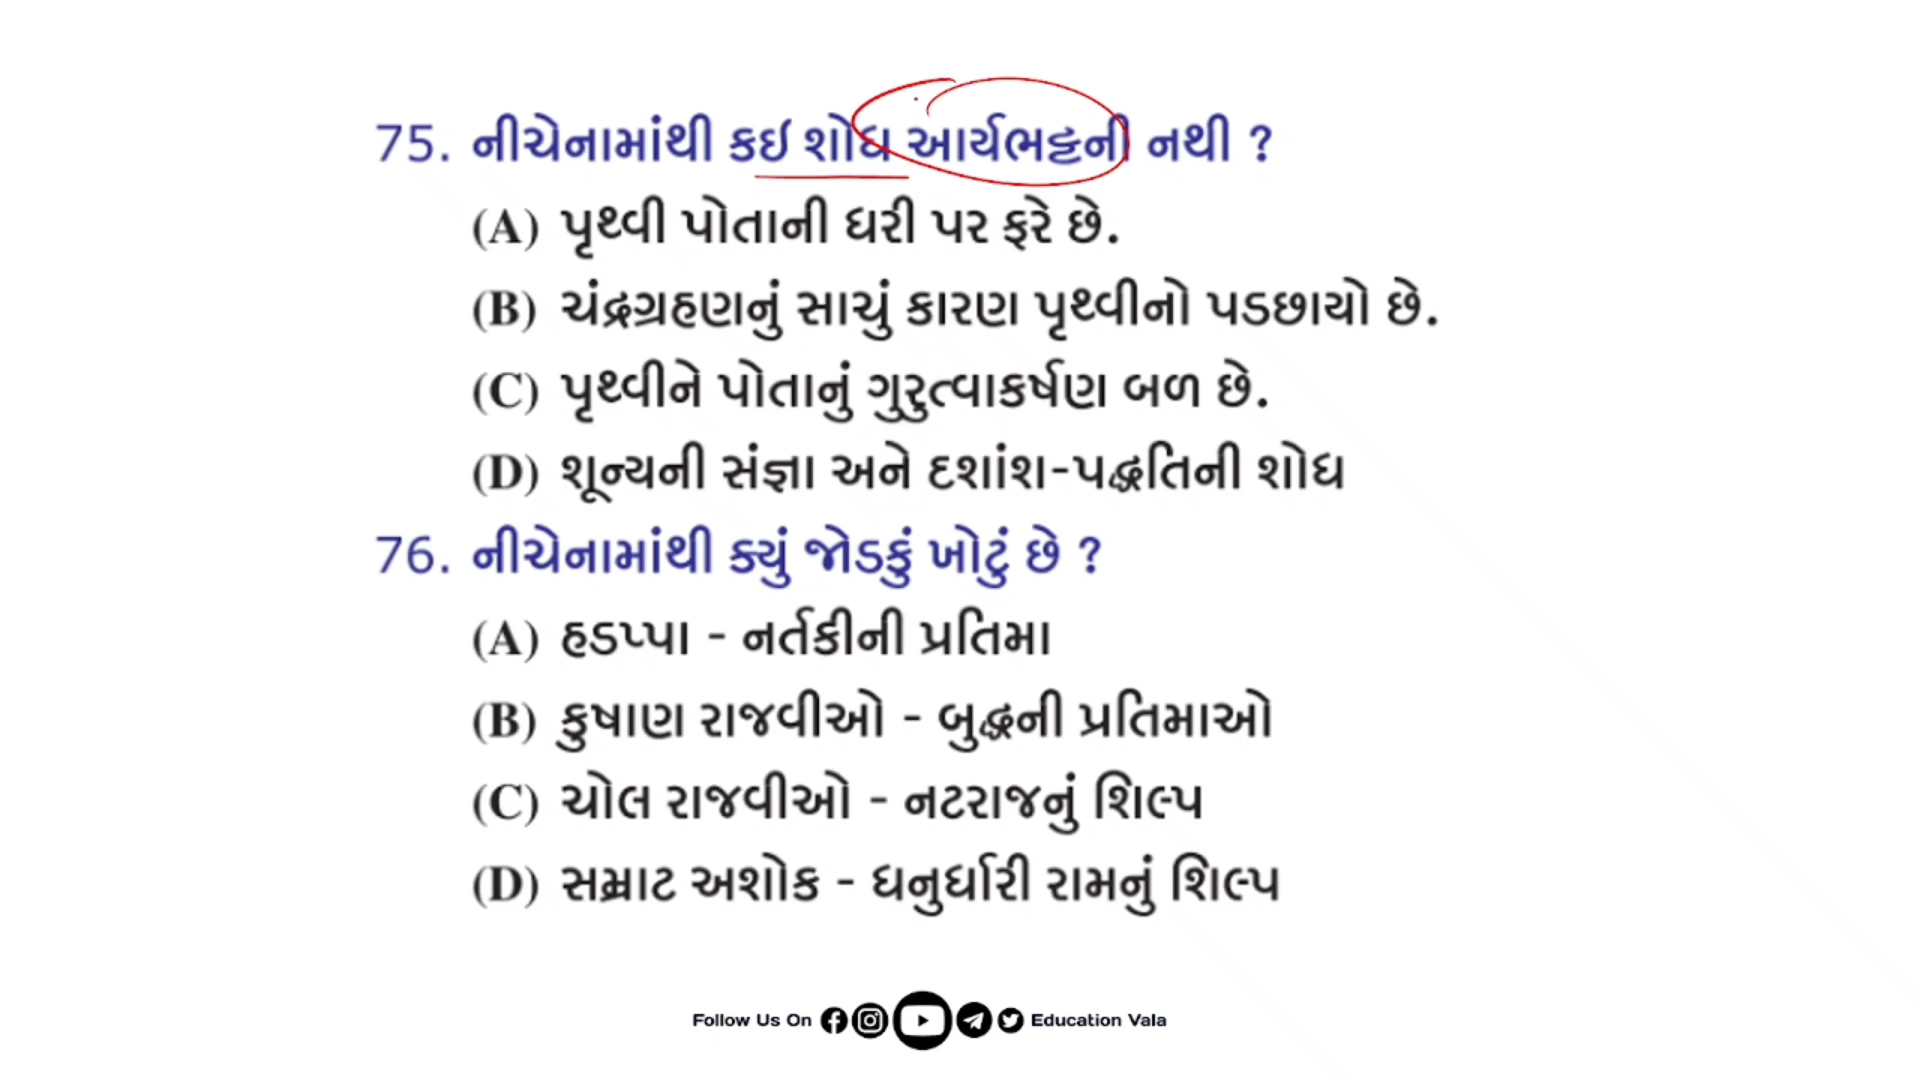 75. નીચેનામાંથી કઇ શોધ આર્યભટ્ટની નથી ?
(A) પૃથ્વી પોતાની ધરી પર ફરે છે.
(B) ચંદ્રગ્રહણનું સાચું કારણ પૃથ્વીનો પડછાયો છે.
(C) પૃથ્વીને પોતાનું ગુરુત્વાકર્ષણ બળ છે.
(D) શૂન્યની સંજ્ઞા અને દશાંશ-પદ્ધતિની શોધ
76. નીચેનામાંથી ક્યું જોડકું ખોટું છે ?
(A) હડપ્પા - નર્તકીની પ્રતિમા
(B) કુષાણ રાજવીઓ - બુદ્ધની પ્રતિમાઓ
(C) ચોલ રાજવીઓ - નટરાજનું શિલ્પ
(D) સમ્રાટ અશોક - ધનુર્ધારી રામનું શિલ્પ
Follow Us On Education Vala